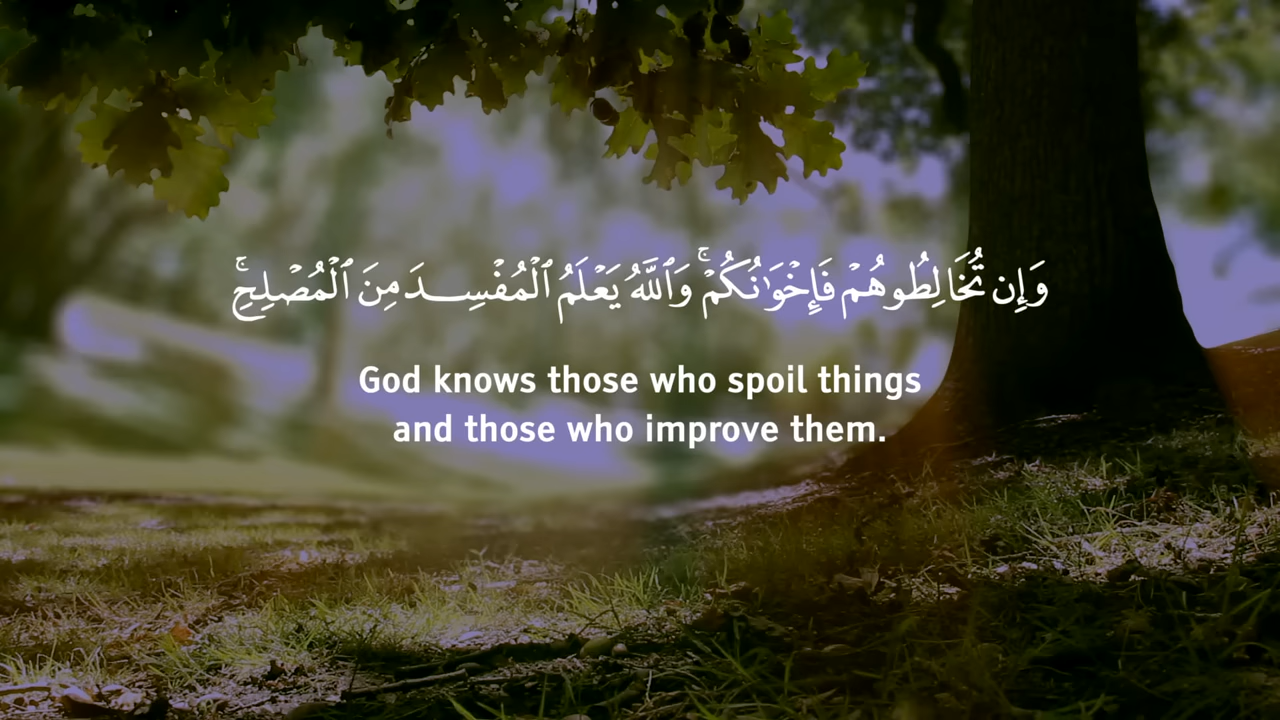 وَإِن تُخَالِطُوهُمْ فَإِخْوَٰنُكُمْ ۚ وَٱللَّهُ يَعْلَمُ ٱلْمُفْسِدَ مِنَ ٱلْمُصْلِحِ ۚ
God knows those who spoil things
and those who improve them.